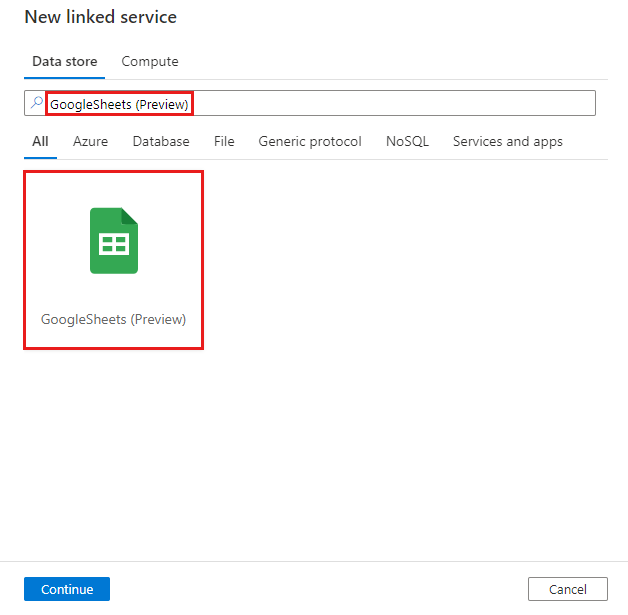 New linked service
Data store Compute
GoogleSheets (Preview)
All Azure Database File Generic protocol NoSQL Services and apps
GoogleSheets (Preview)
Continue Cancel